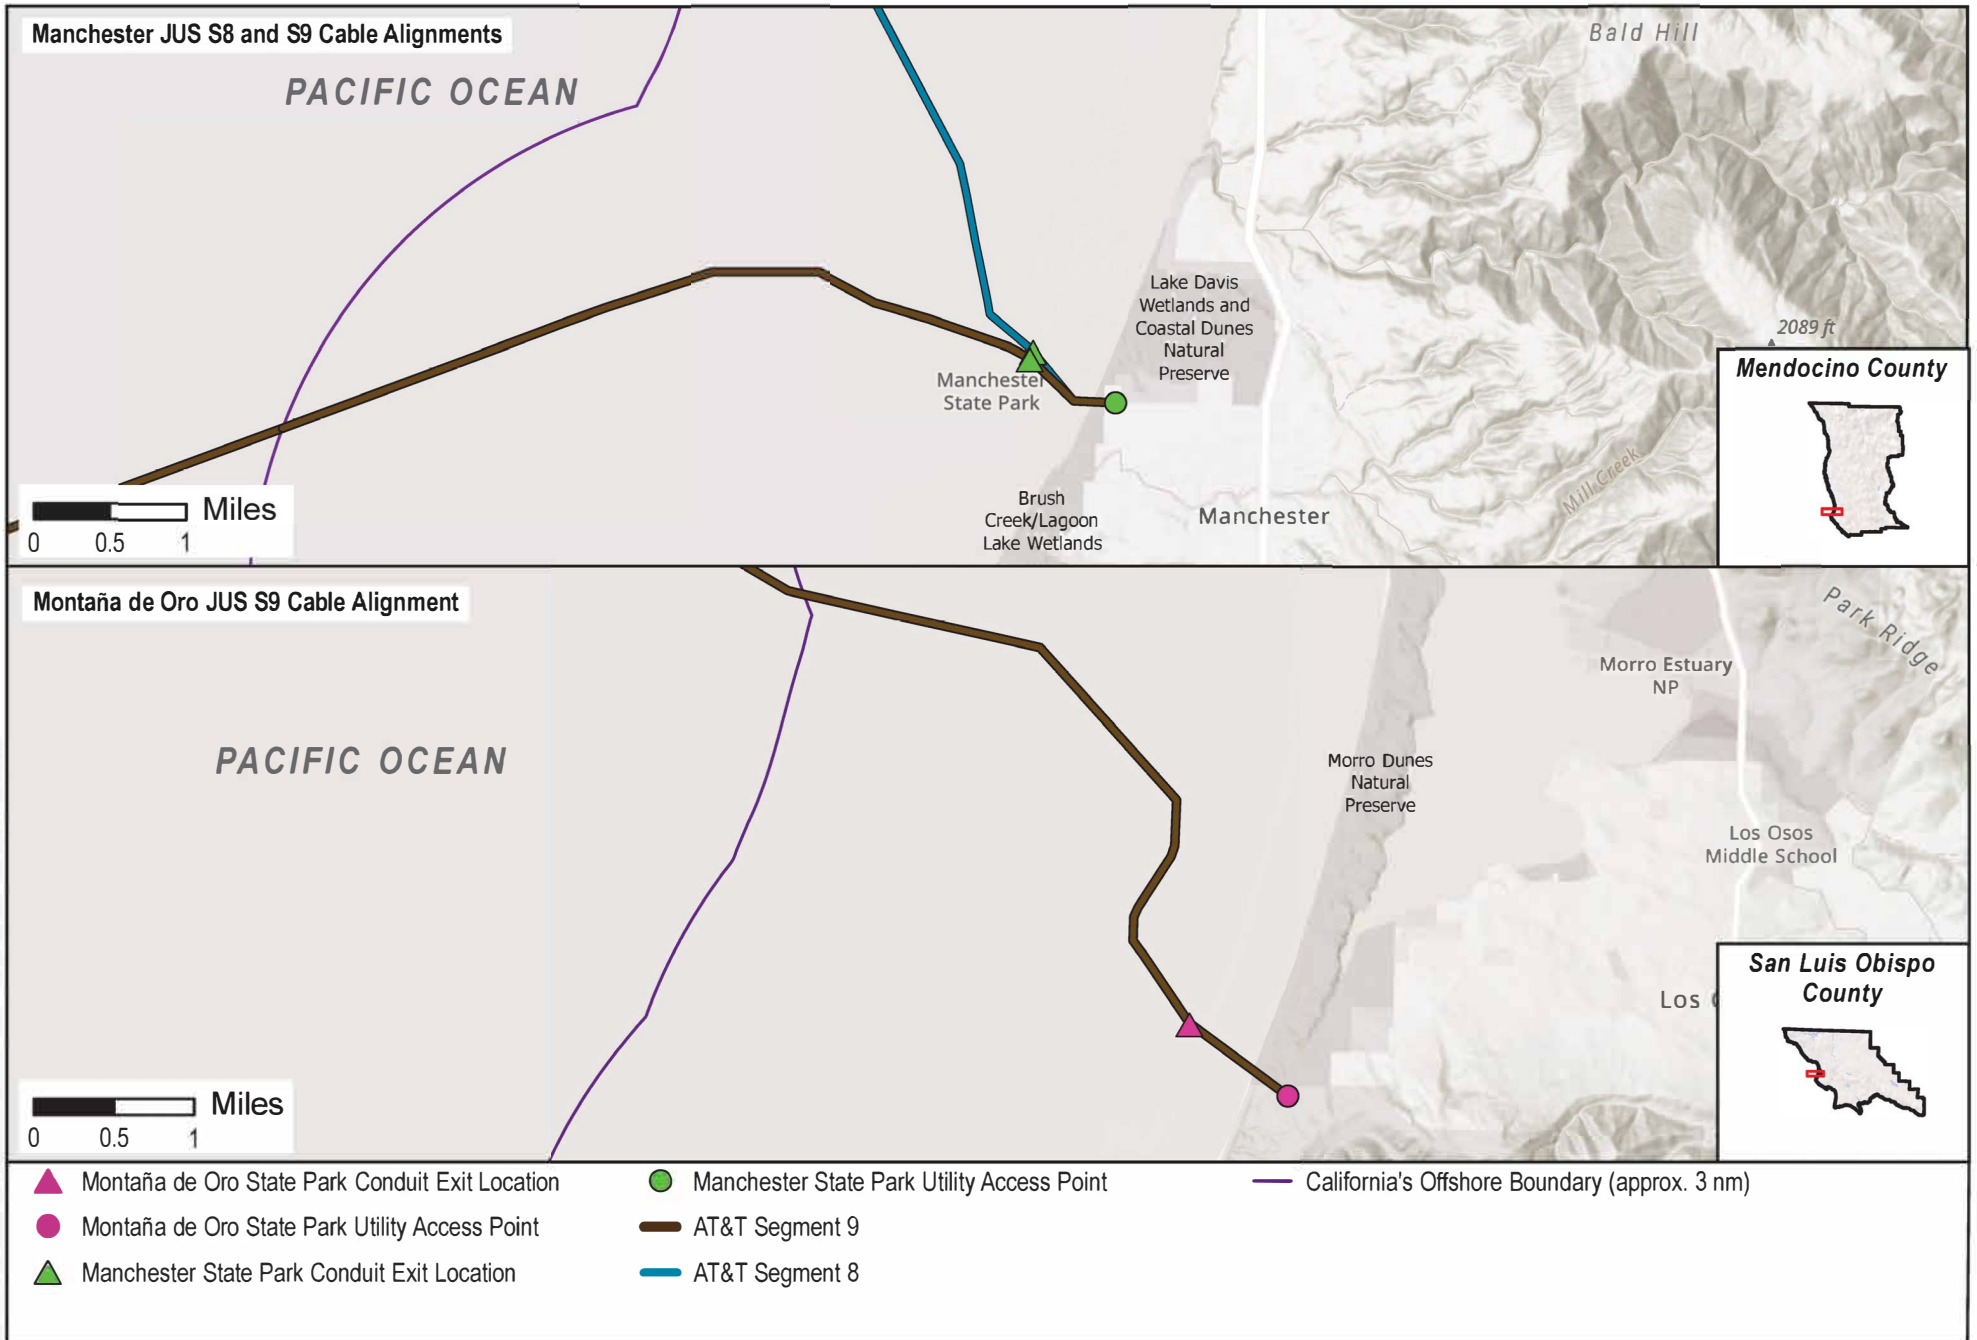 Manchester JUS S8 and S9 Cable Alignments
PACIFIC OCEAN
Bald Hill
Lake Davis
Wetlands and
Coastal Dunes
Natural
Preserve
2089 ft
Manchester
State Park
Mendocino County
Mill Creek
Brush
Creek/Lagoon
Lake Wetlands
Manchester
Miles
0 0.5 1
Montaña de Oro JUS S9 Cable Alignment
PACIFIC OCEAN
Park Ridge
Morro Estuary
NP
Morro Dunes
Natural
Preserve
Los Osos
Middle School
Los
San Luis Obispo
County
Miles
0 0.5 1
Montaña de Oro State Park Conduit Exit Location
Montaña de Oro State Park Utility Access Point
Manchester State Park Conduit Exit Location
Manchester State Park Utility Access Point
AT&T Segment 9
AT&T Segment 8
California's Offshore Boundary (approx. 3 nm)